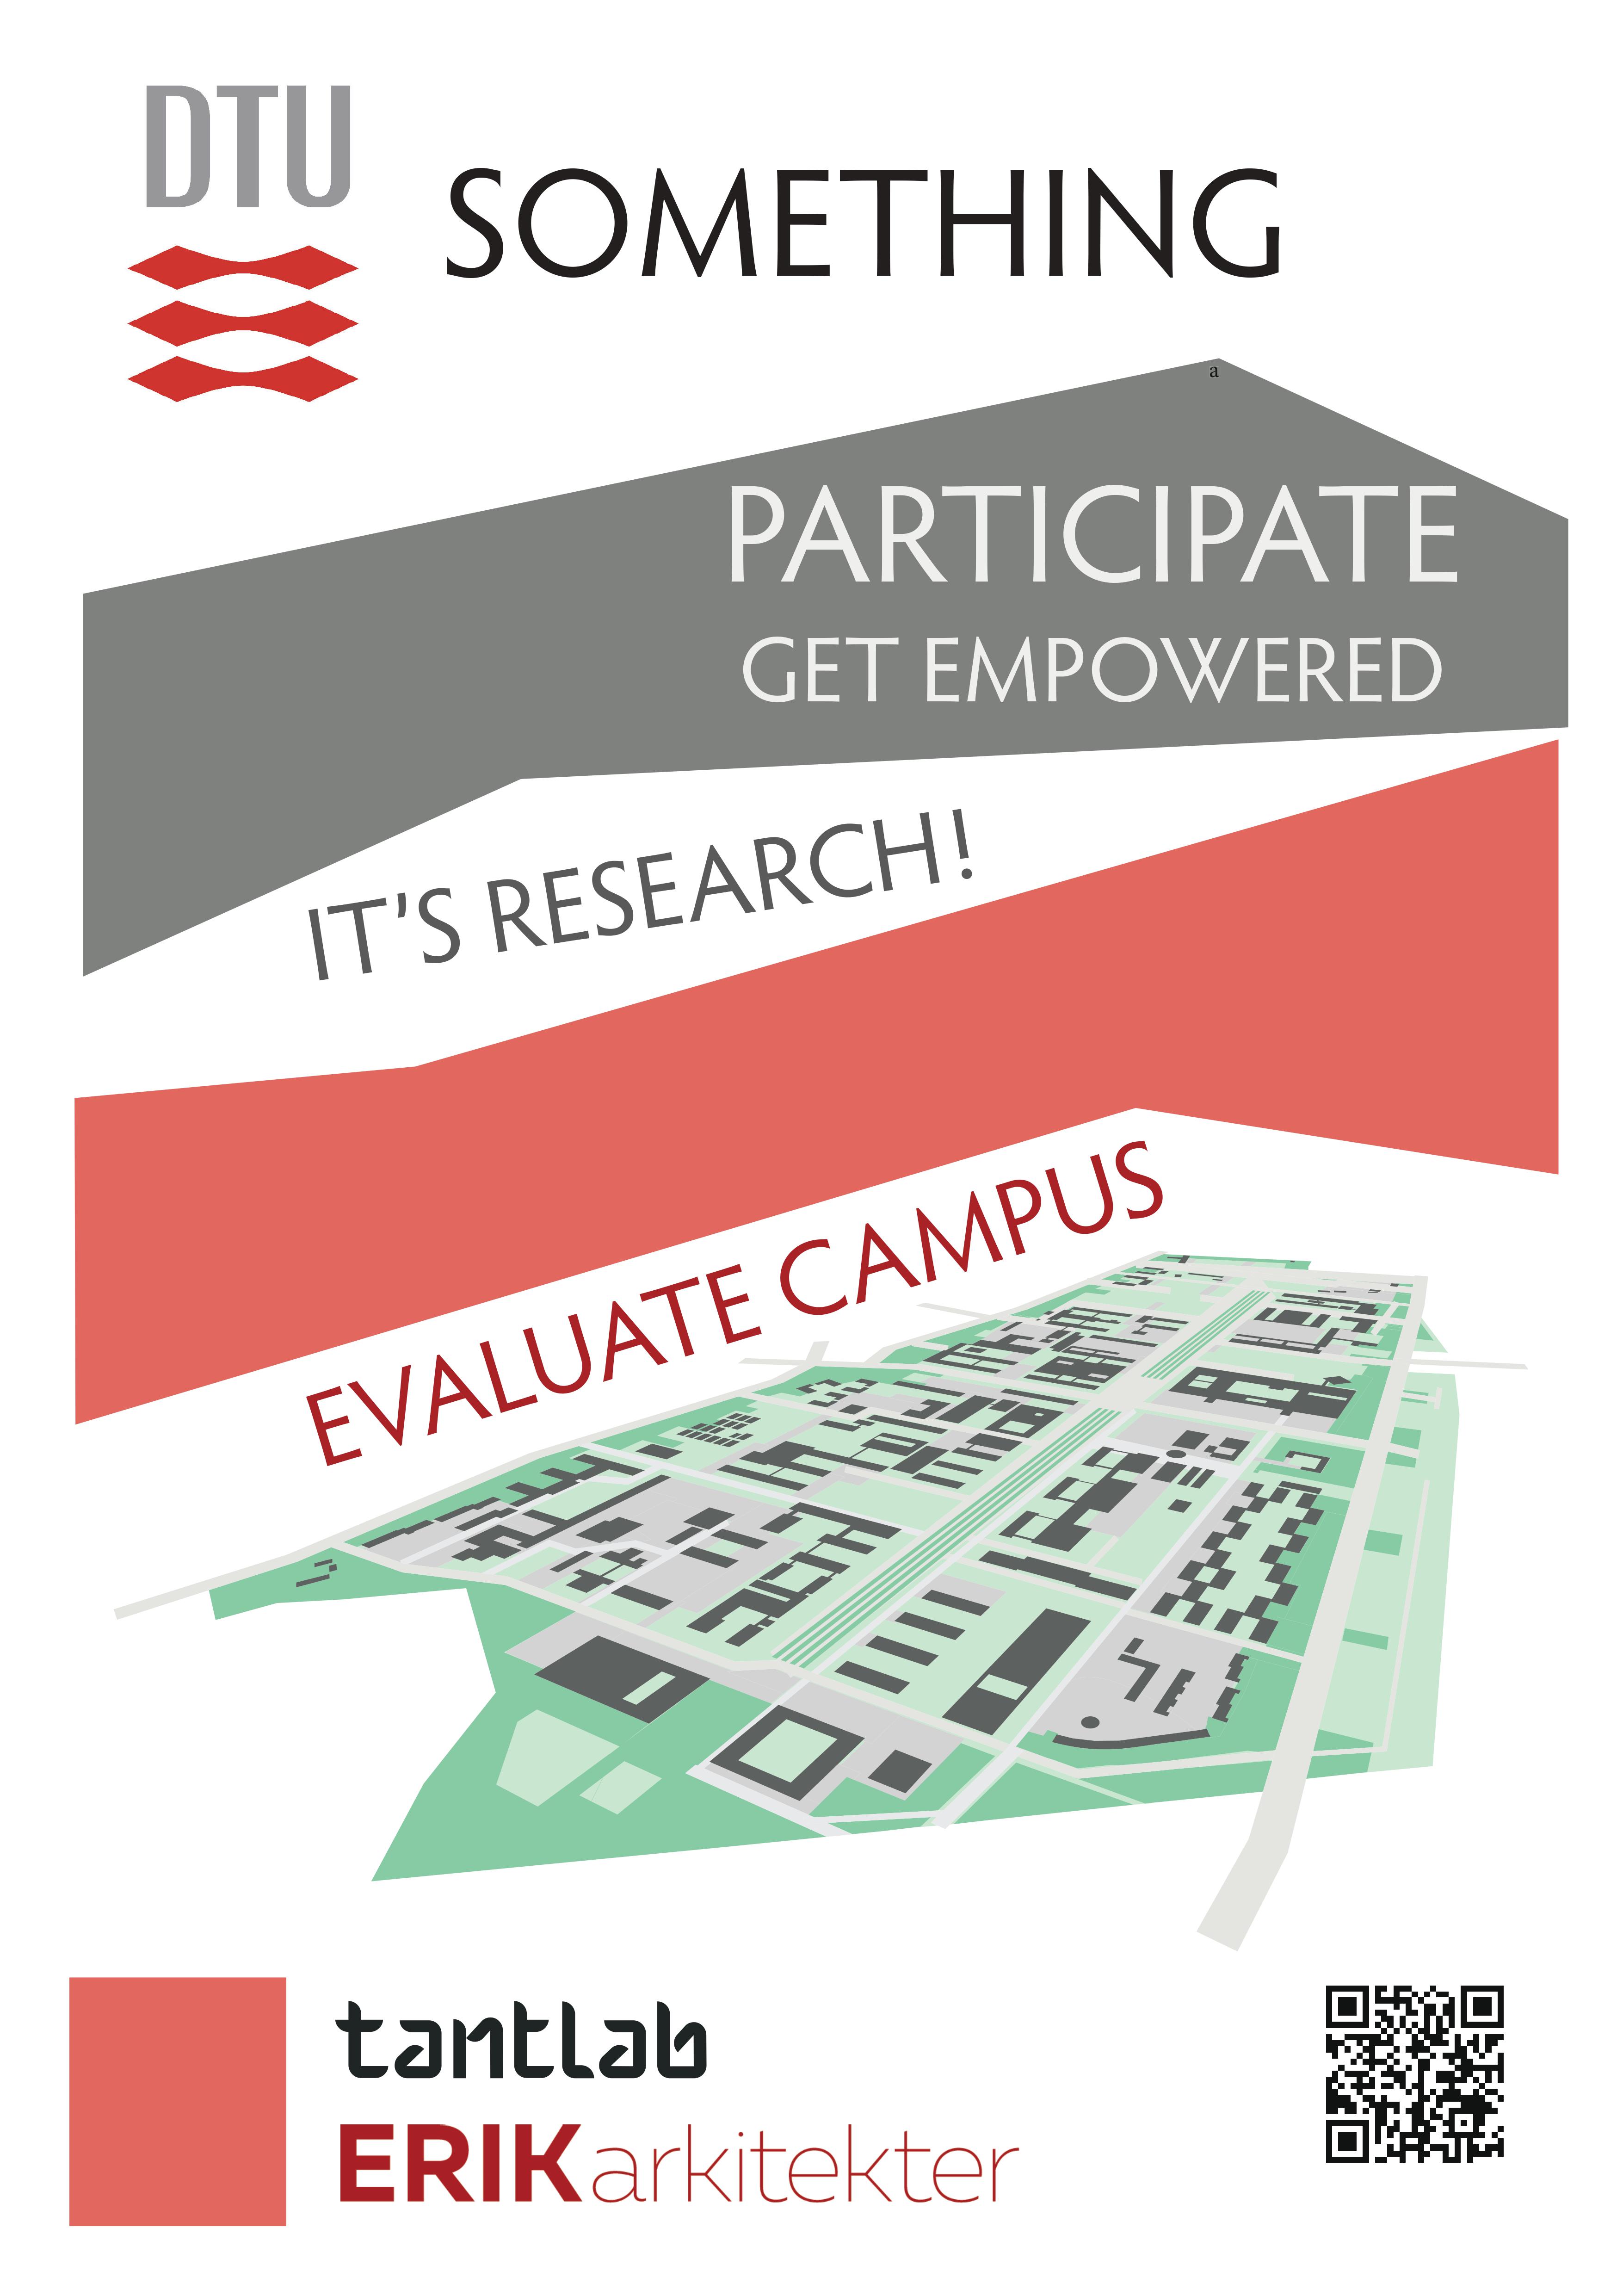 DTU
SOMETHING
a
PARTICIPATE
GET EMPOWERED
IT'S RESEARCH!
EVALUATE CAMPUS
tantlab
ERIKarkitekter